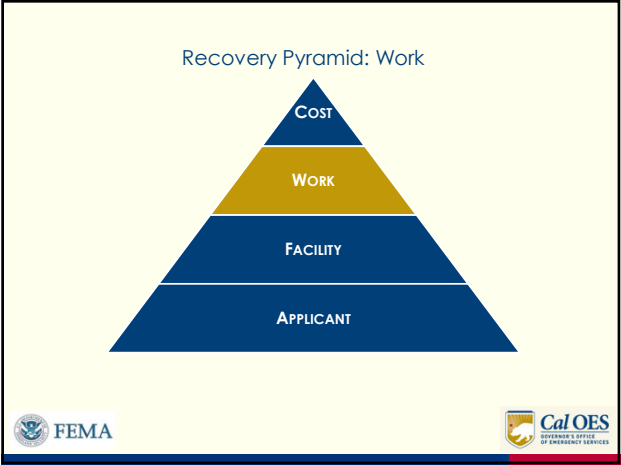 Recovery Pyramid: Work
COST
WORK
FACILITY
APPLICANT
FEMA
Cal OES
GOVERNOR'S OFFICE
OF EMERGENCY SERVICES